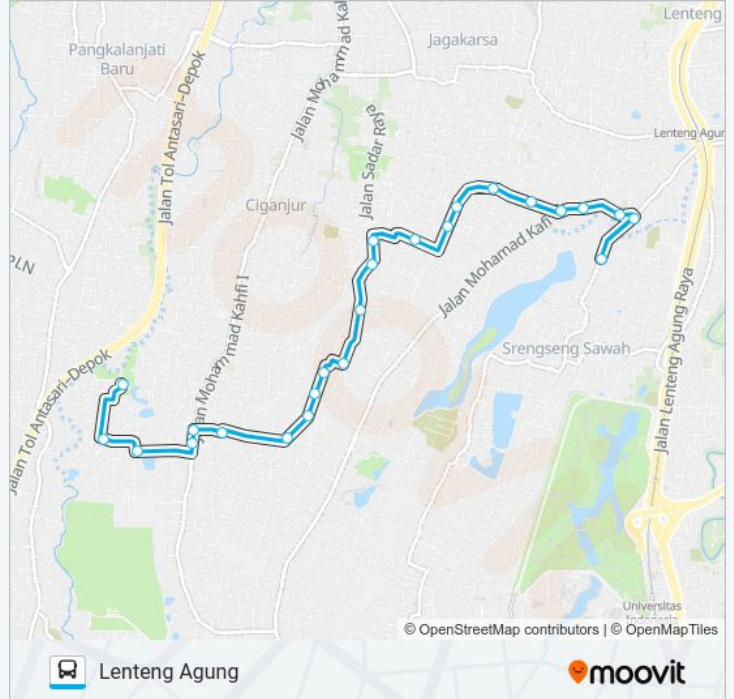 Lenteng
Jalan Mohammad Kahfi
Pangkalanjati
Baru
Jagakarsa
Jalan Tol Antasari–Depok
Jalan Sadar Raya
Lenteng Agun
Ciganjur
PLN
Jalan Mohamad Kafi
Jalan Mohammad Kahfi I
Srengseng Sawah
Jalan Lenteng Agung Raya
Jalan Tol Antasari–Depok
Universitas
Indonesia
© OpenStreetMap contributors | © OpenMapTiles
Lenteng Agung
moovit